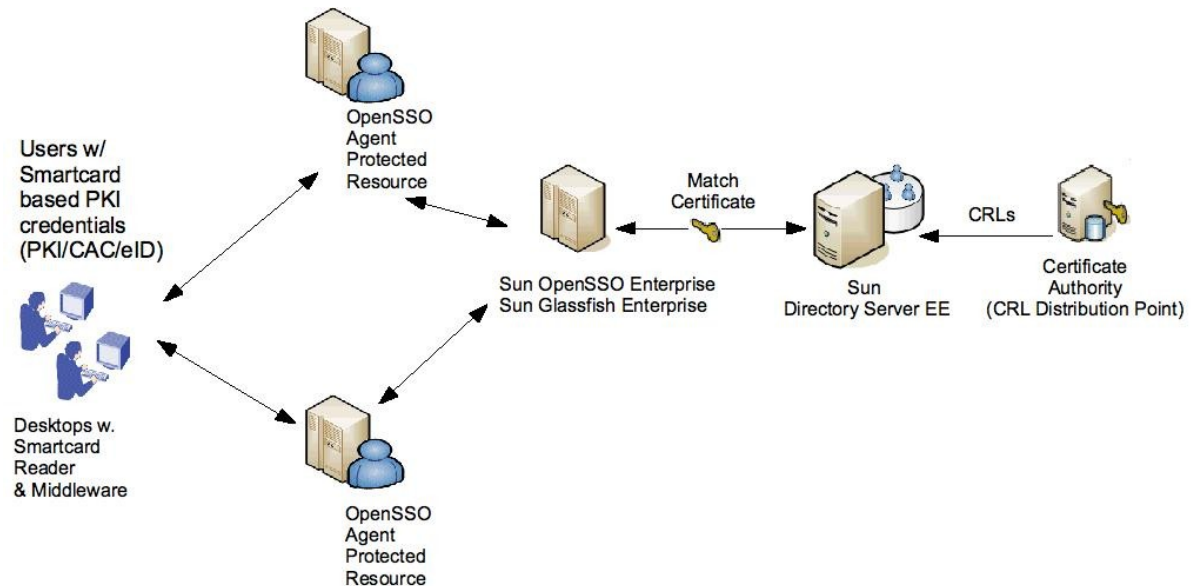 OpenSSO
Agent
Protected
Resource
Users w/
Smartcard
based PKI
credentials
(PKI/CAC/eID)
Desktops w.
Smartcard
Reader
& Middleware
OpenSSO
Agent
Protected
Resource
Sun OpenSSO Enterprise
Sun Glassfish Enterprise
Match
Certificate
Sun
Directory Server EE
CRLs
Certificate
Authority
(CRL Distribution Point)